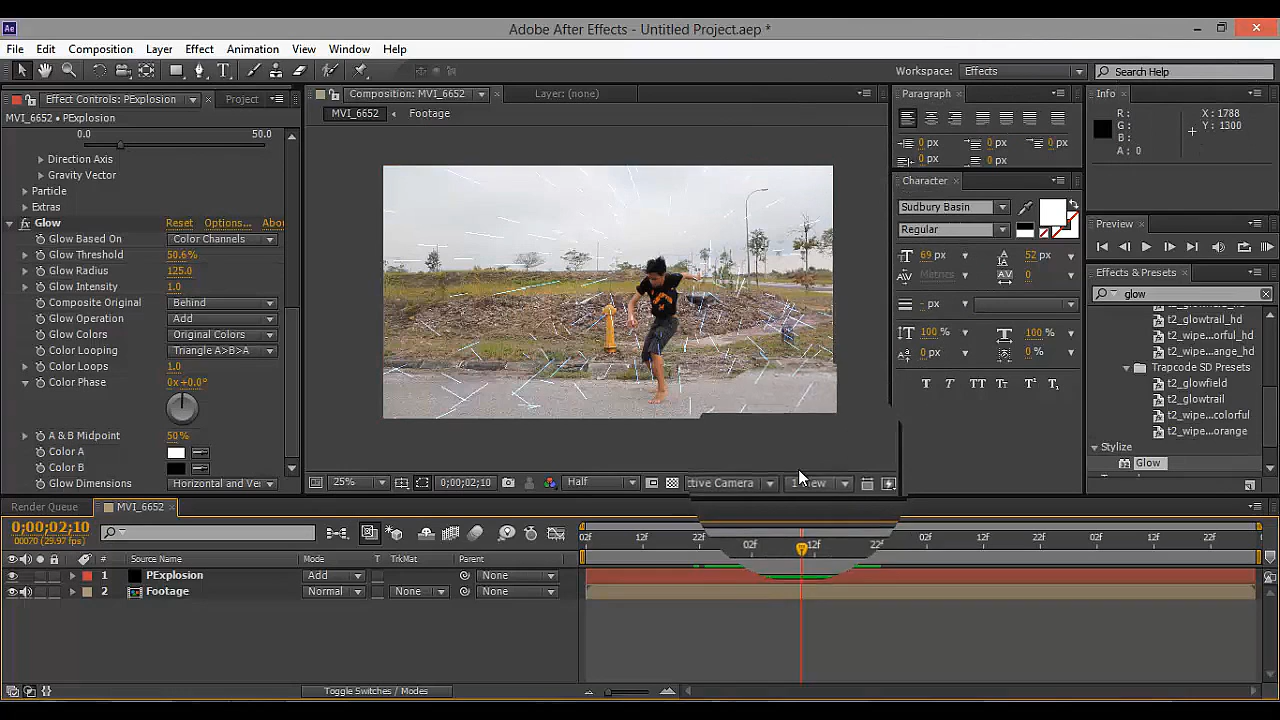 Adobe After Effects - Untitled Project.aep *
File Edit Composition Layer Effect Animation View Window Help
Workspace: Effects Search Help
Effect Controls: PExplosion Project
MVI_6652 • PExplosion
0.0 50.0
Direction Axis
Gravity Vector
Particle
Extras
Glow Reset Options... Abo
Glow Based On Color Channels
Glow Threshold 50.6%
Glow Radius 125.0
Glow Intensity 1.0
Composite Original Behind
Glow Operation Add
Glow Colors Original Colors
Color Looping Triangle A>B>A
Color Loops 1.0
Color Phase 0x+0.0°
A & B Midpoint 50%
Color A
Color B
Glow Dimensions Horizontal and Ver
Composition: MVI_6652 Layer: (none)
MVI_6652 Footage
25% 0;00;02;10 Half ctive Camera
Paragraph
0 px 0 px 0 px
0 px 0 px
Character
Sudbury Basin
Regular
69 px 52 px
Metrics 0
- px
100 % 100 %
0 px 0 %
T T TT Tt T¹ T₁
Info
R : X : 1788
G : Y : 1300
B :
A : 0
Preview
Effects & Presets
glow
t2_glowtrail_hd
t2_wipe...orful_hd
t2_wipe...ange_hd
Trapcode SD Presets
t2_glowfield
t2_glowtrail
t2_wipe...colorful
t2_wipe...orange
Stylize
Glow
Render Queue MVI_6652
0;00;02;10
00070 (29.97 fps)
02f 12f 22f 02f 12f 22f 02f 12f 22f 02f 12f 22f
Source Name Mode T TrkMat Parent
1 PExplosion Add None
2 Footage Normal None None
Toggle Switches / Modes